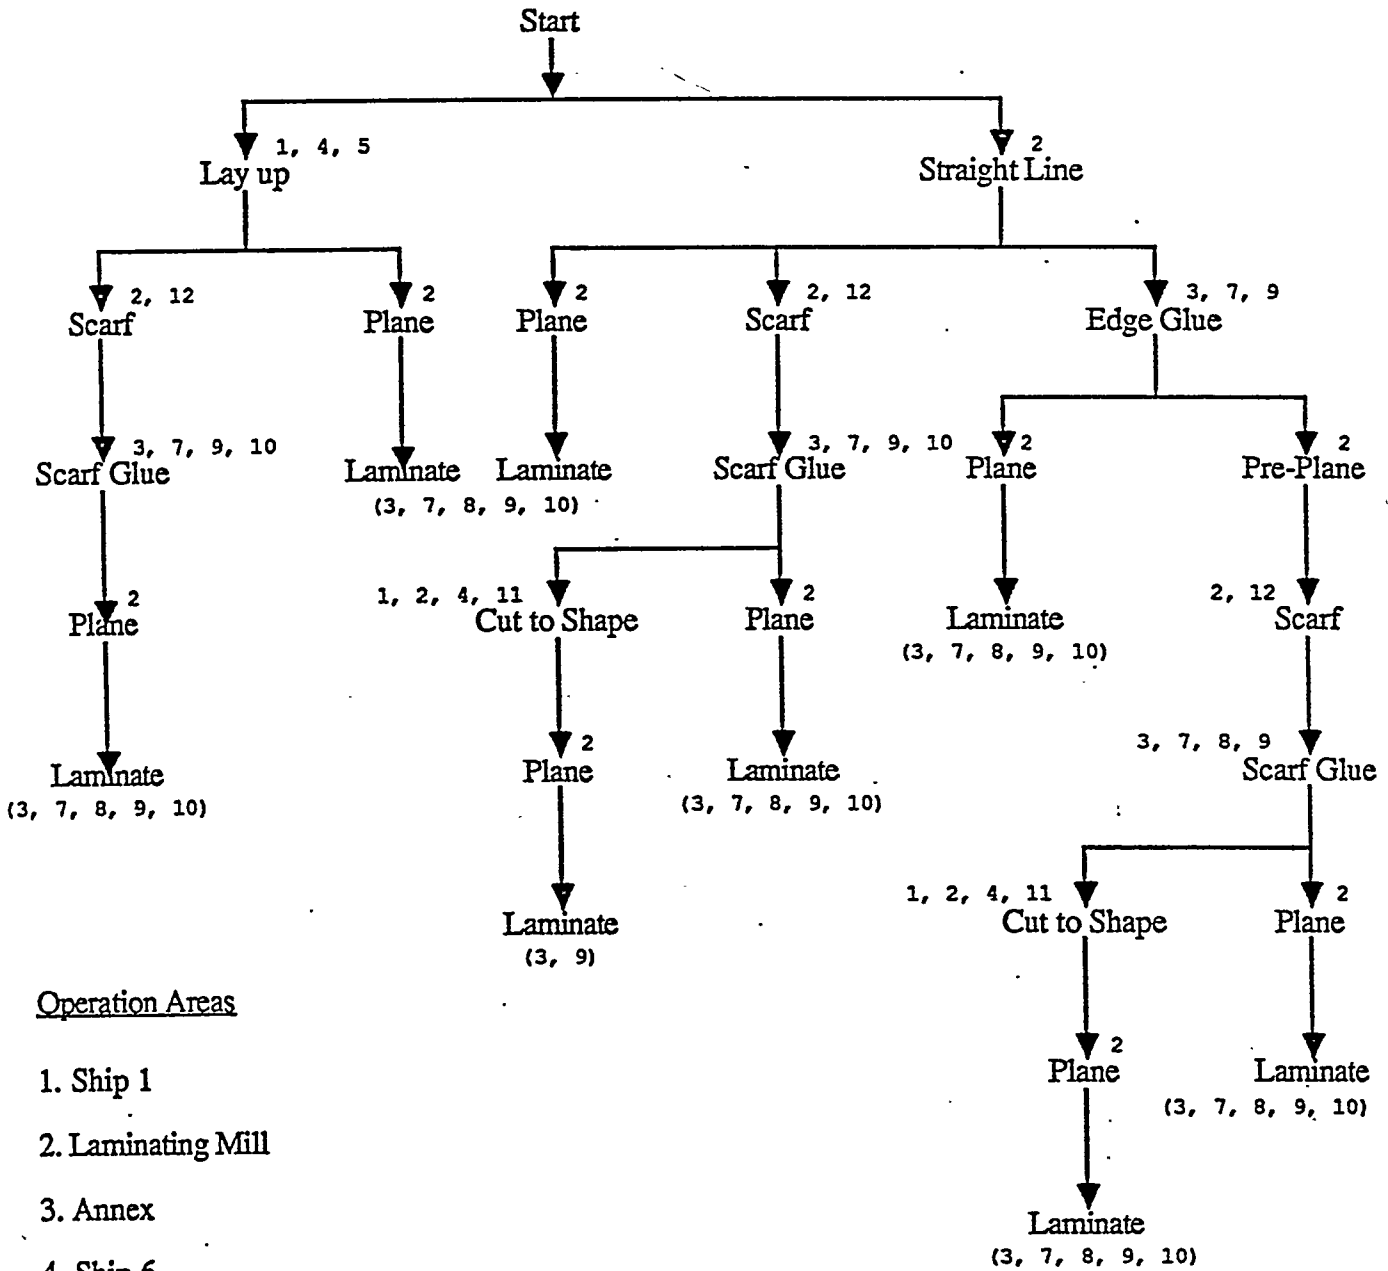 Start
1, 4, 5
2
Lay up
Straight Line
2, 12
2
2
2, 12
3, 7, 9
Scarf
Plane
Plane
Scarf
Edge Glue
3, 7, 9, 10
3, 7, 9, 10
2
2
Scarf Glue
Laminate
Laminate
Scarf Glue
Plane
Pre-Plane
(3, 7, 8, 9, 10)
2
1, 2, 4, 11
2
2, 12
Plane
Cut to Shape
Plane
Laminate
Scarf
(3, 7, 8, 9, 10)
2
3, 7, 8, 9
Laminate
Plane
Laminate
Scarf Glue
(3, 7, 8, 9, 10)
(3, 7, 8, 9, 10)
1, 2, 4, 11
2
Laminate
Cut to Shape
Plane
(3, 9)
2
Plane
Laminate
(3, 7, 8, 9, 10)
Laminate
(3, 7, 8, 9, 10)
Operation Areas
1. Ship 1
2. Laminating Mill
3. Annex
4. Ship 6